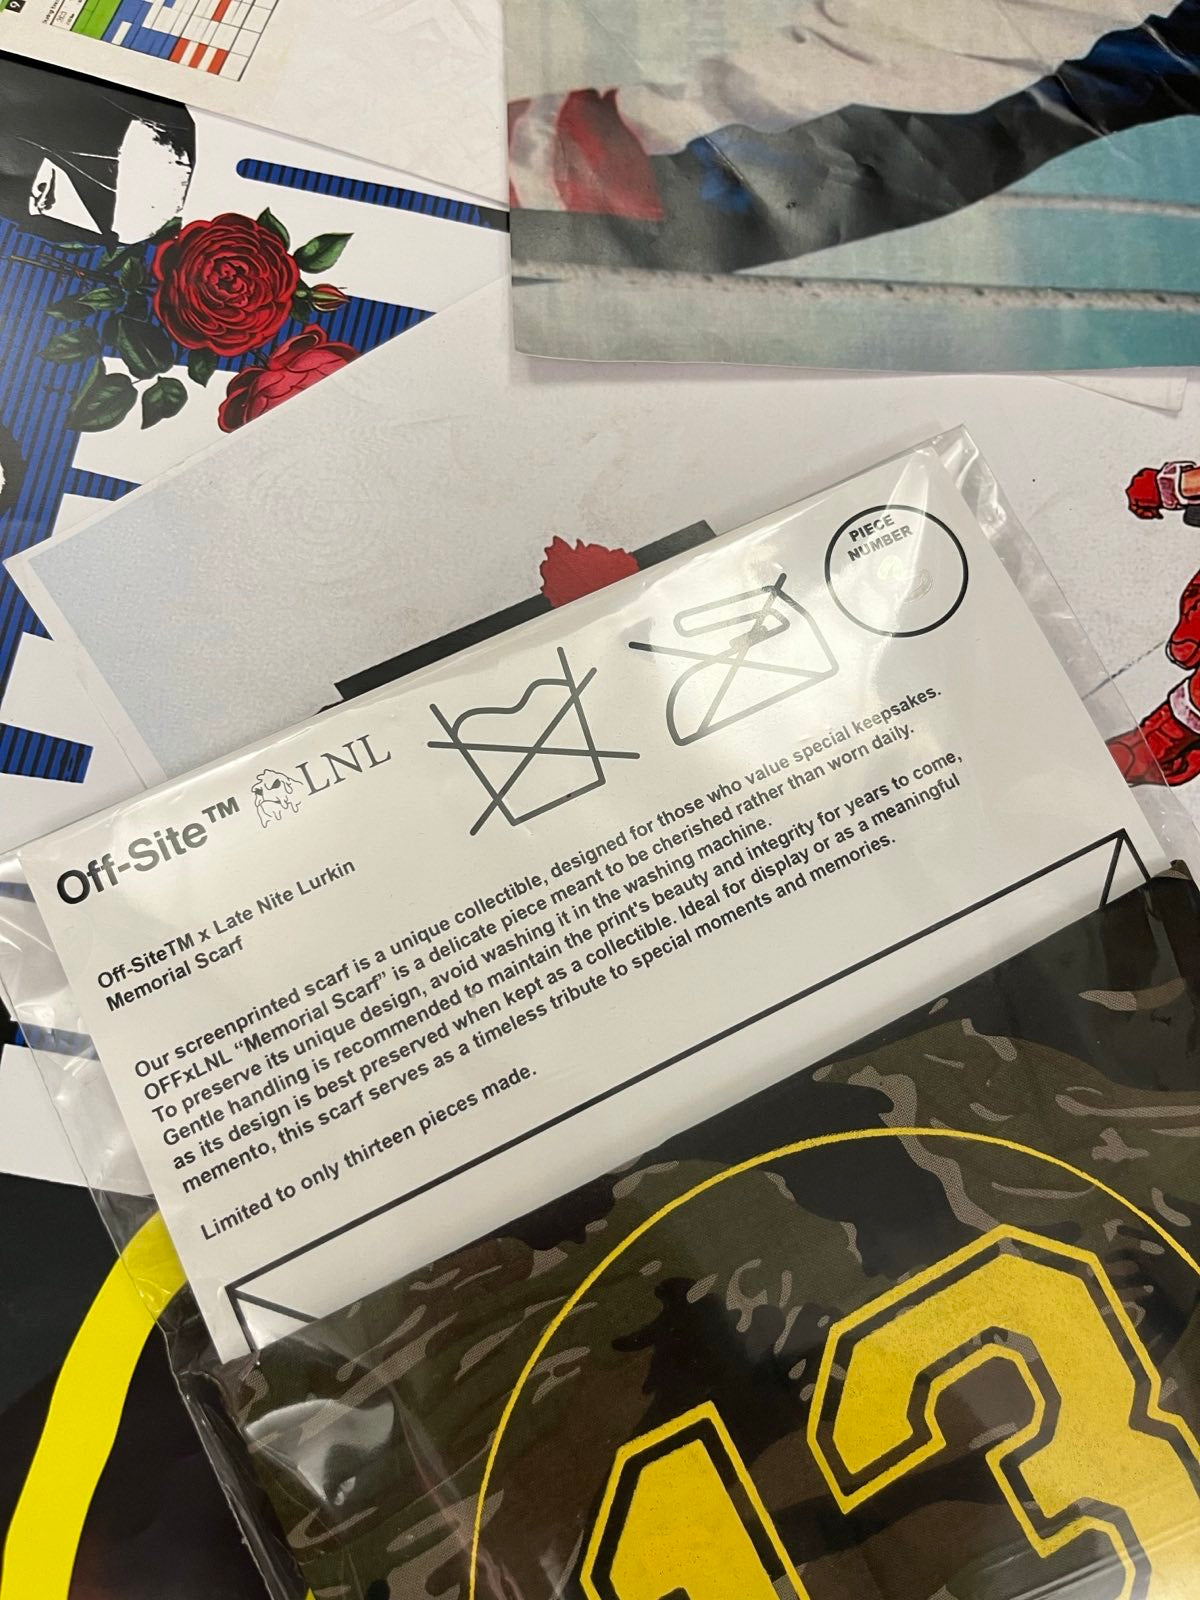 Off-Site™ LNL
PIECE
NUMBER
Off-SiteTM x Late Nite Lurkin
Memorial Scarf
Our screenprinted scarf is a unique collectible, designed for those who value special keepsakes.
OFFxLNL “Memorial Scarf” is a delicate piece meant to be cherished rather than worn daily.
To preserve its unique design, avoid washing it in the washing machine.
Gentle handling is recommended to maintain the print's beauty and integrity for years to come,
as its design is best preserved when kept as a collectible. Ideal for display or as a meaningful
memento, this scarf serves as a timeless tribute to special moments and memories.
Limited to only thirteen pieces made.
13